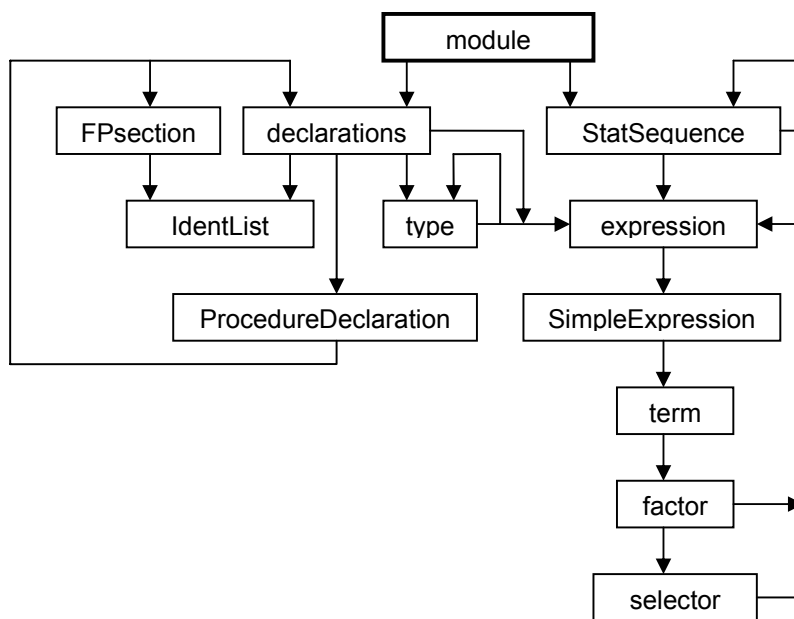 module
FPsection
declarations
StatSequence
IdentList
type
expression
ProcedureDeclaration
SimpleExpression
term
factor
selector